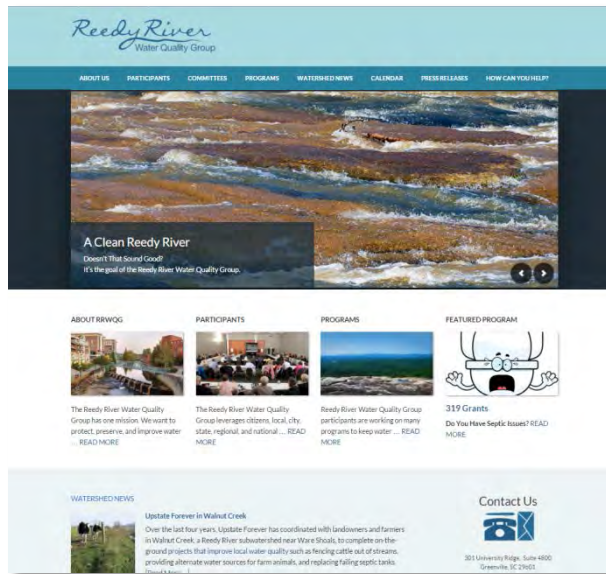 Reedy River
Water Quality Group
ABOUT US PARTICIPANTS COMMITTEES PROGRAMS WATERSHED NEWS CALENDAR PRESS RELEASES HOW CAN YOU HELP?
A Clean Reedy River
Doesn't That Sound Good?
It's the goal of the Reedy River Water Quality Group.
ABOUT RRWQG
The Reedy River Water Quality
Group has one mission. We want to
protect, preserve, and improve water
... READ MORE
PARTICIPANTS
The Reedy River Water Quality
Group leverages citizens, local, city,
state, regional, and national ... READ
MORE
PROGRAMS
Reedy River Water Quality Group
participants are working on many
programs to keep water ... READ
MORE
FEATURED PROGRAM
319 Grants
Do You Have Septic Issues? READ
MORE
WATERSHED NEWS
Upstate Forever in Walnut Creek
Over the last four years, Upstate Forever has coordinated with landowners and farmers
in Walnut Creek, a Reedy River subwatershed near Ware Shoals, to complete on-the-
ground projects that improve local water quality such as fencing cattle out of streams,
providing alternate water sources for farm animals, and replacing failing septic tanks.
[Read More...]
Contact Us
301 University Ridge, Suite 4800
Greenville, SC 29601